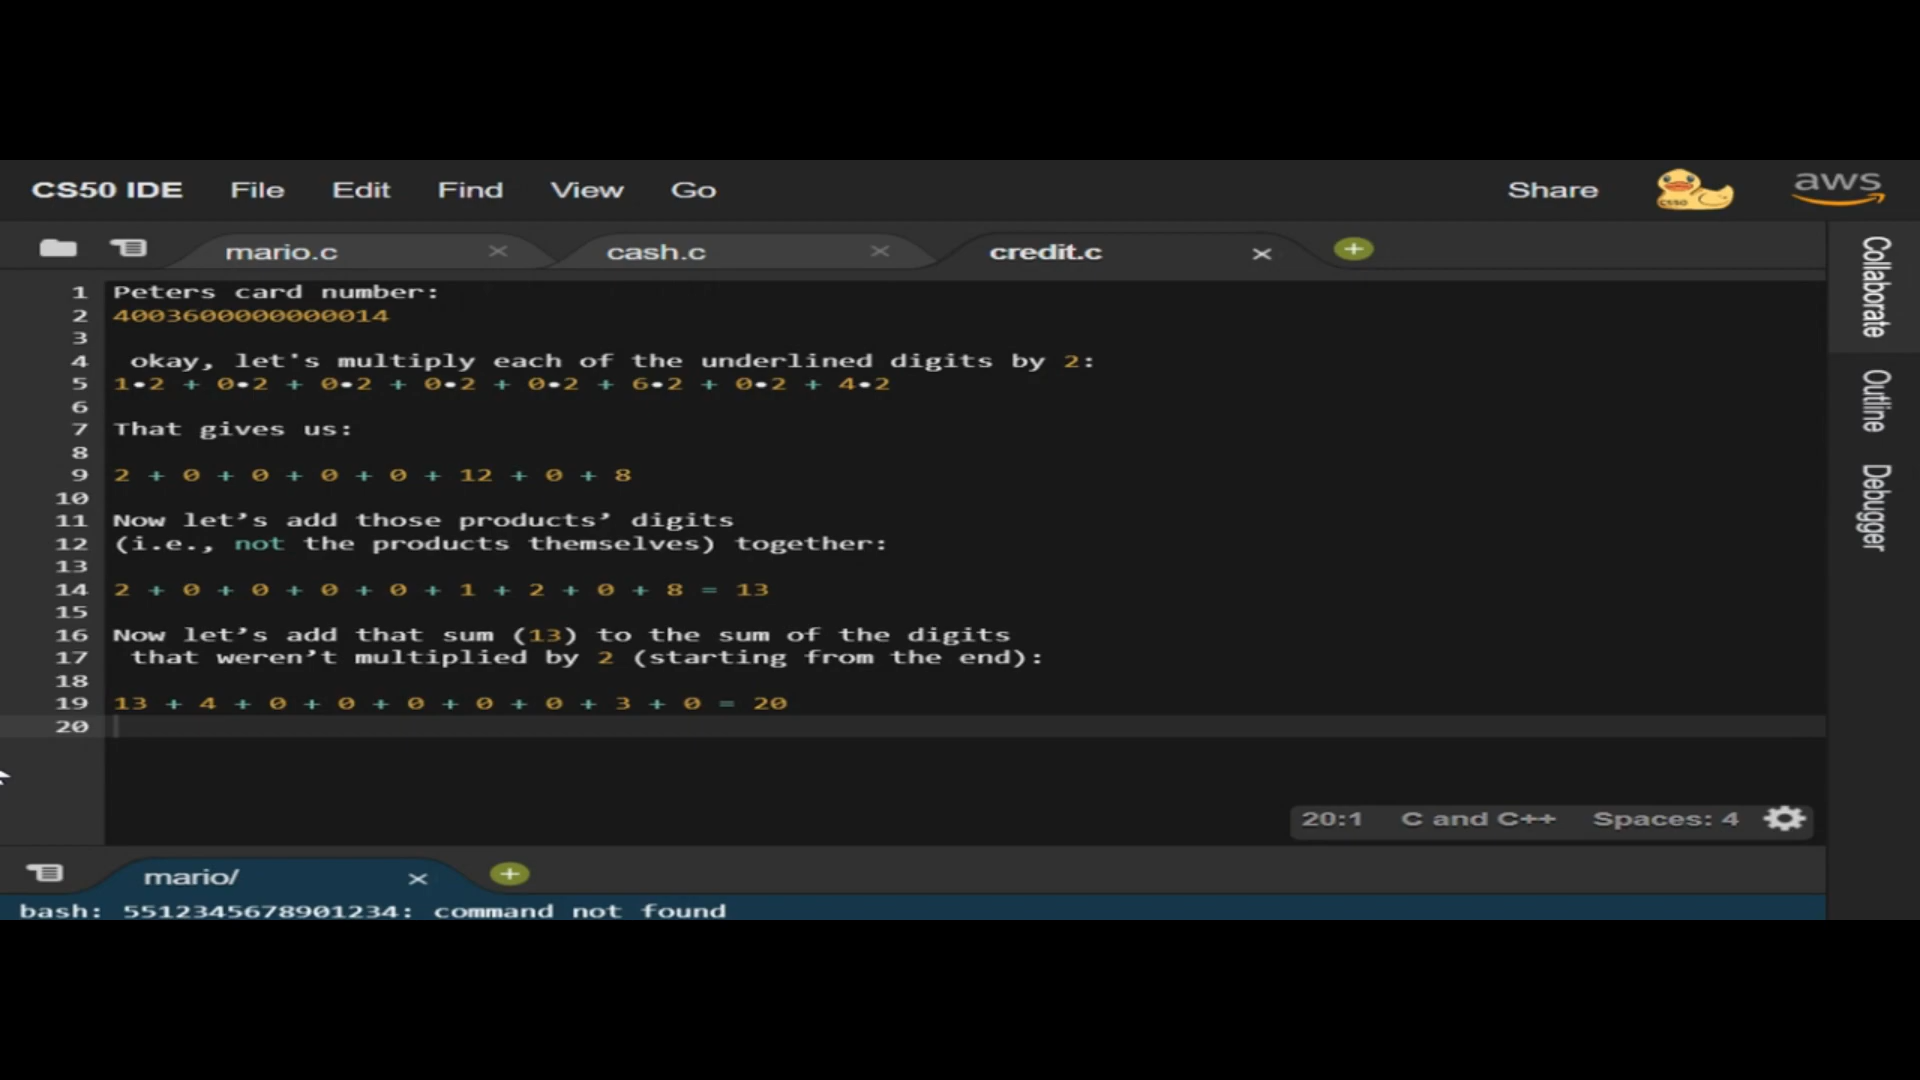 CS50 IDE File Edit Find View Go Share CS50 aws
mario.c cash.c credit.c
1 Peters card number:
2 4003600000000014
3
4 okay, let's multiply each of the underlined digits by 2:
5 1•2 + 0•2 + 0•2 + 0•2 + 0•2 + 6•2 + 0•2 + 4•2
6
7 That gives us:
8
9 2 + 0 + 0 + 0 + 0 + 12 + 0 + 8
10
11 Now let’s add those products’ digits
12 (i.e., not the products themselves) together:
13
14 2 + 0 + 0 + 0 + 0 + 1 + 2 + 0 + 8 = 13
15
16 Now let’s add that sum (13) to the sum of the digits
17 that weren’t multiplied by 2 (starting from the end):
18
19 13 + 4 + 0 + 0 + 0 + 0 + 0 + 3 + 0 = 20
20
20:1 C and C++ Spaces: 4
mario/
bash: 5512345678901234: command not found
Collaborate
Outline
Debugger